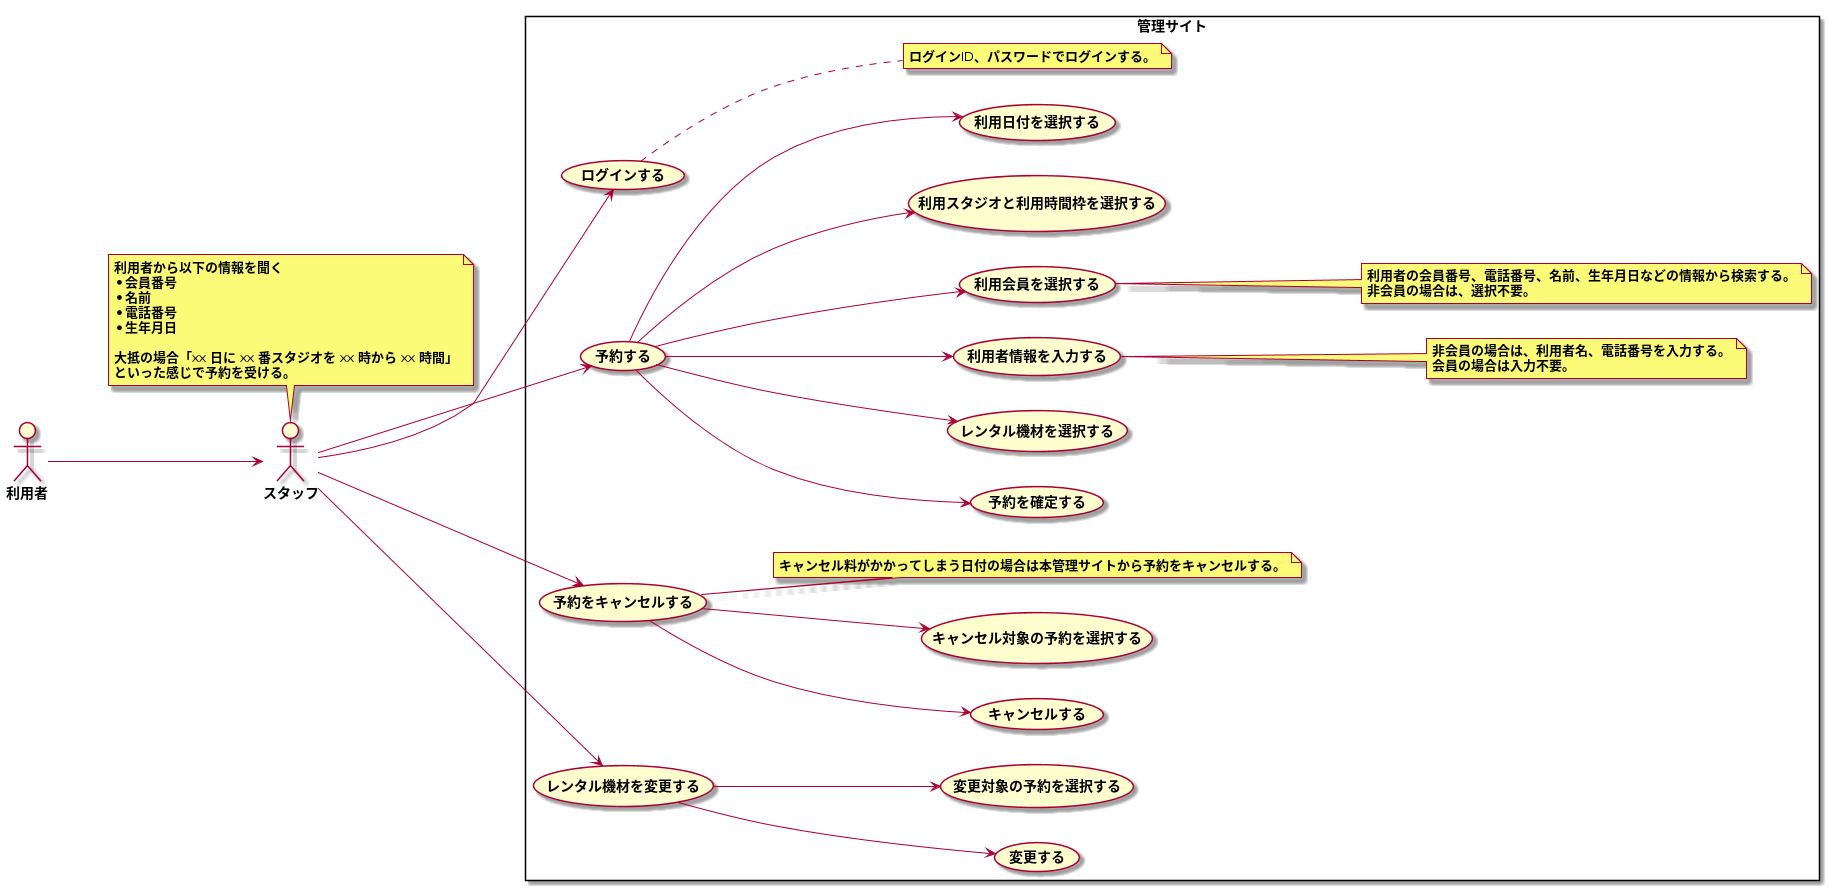 管理サイト
ログインID、パスワードでログインする。
利用日付を選択する
ログインする
利用スタジオと利用時間枠を選択する
利用者から以下の情報を聞く
•会員番号
•名前
•電話番号
•生年月日
大抵の場合「×× 日に ×× 番スタジオを ×× 時から ×× 時間」
といった感じで予約を受ける。
利用会員を選択する
利用者の会員番号、電話番号、名前、生年月日などの情報から検索する。
非会員の場合は、選択不要。
予約する
利用者情報を入力する
非会員の場合は、利用者名、電話番号を入力する。
会員の場合は入力不要。
レンタル機材を選択する
利用者
スタッフ
予約を確定する
キャンセル料がかかってしまう日付の場合は本管理サイトから予約をキャンセルする。
予約をキャンセルする
キャンセル対象の予約を選択する
キャンセルする
レンタル機材を変更する
変更対象の予約を選択する
変更する